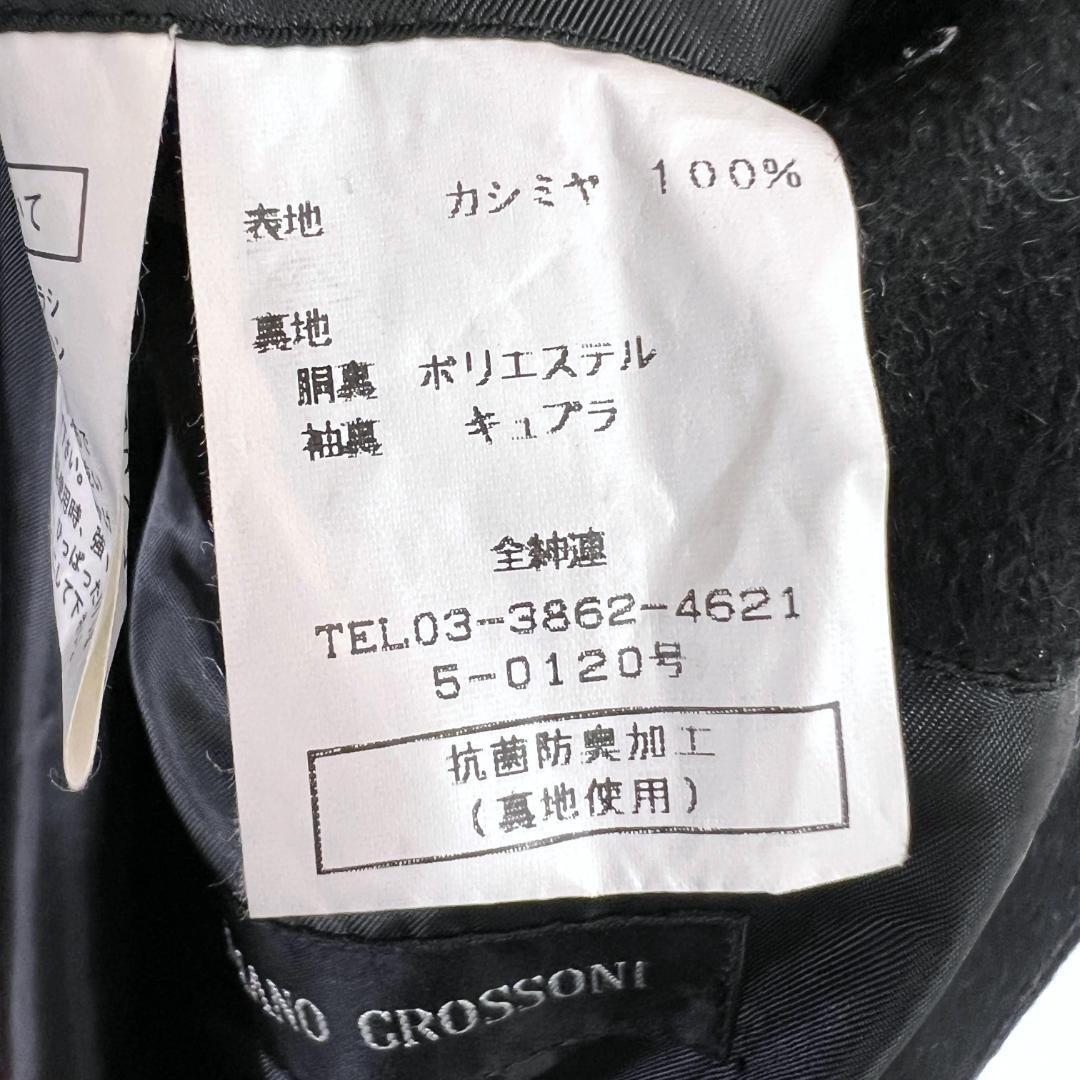 表地 カシミヤ 100%
裏地
胴裏 ポリエステル
袖裏 キュプラ
全紳連
TEL03-3862-4621
5-0120号
抗菌防臭加工
(裏地使用)
GROSSONI